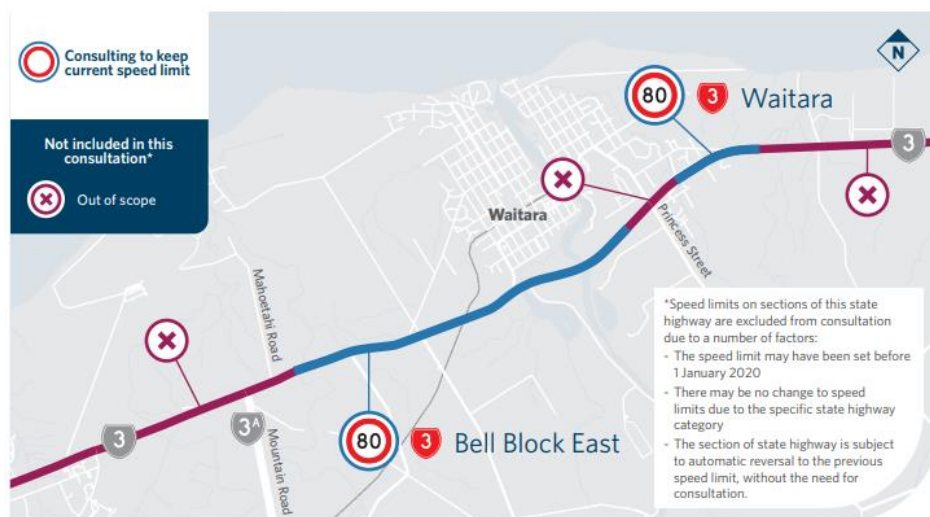 Consulting to keep
current speed limit
Not included in this
consultation*
Out of scope
N
80
3
Waitara
3
Waitara
Princess Street
Mahoetahi Road
3
3A
Mountain Road
80
3
Bell Block East
*Speed limits on sections of this state
highway are excluded from consultation
due to a number of factors:
- The speed limit may have been set before
1 January 2020
- There may be no change to speed
limits due to the specific state highway
category
- The section of state highway is subject
to automatic reversal to the previous
speed limit, without the need for
consultation.